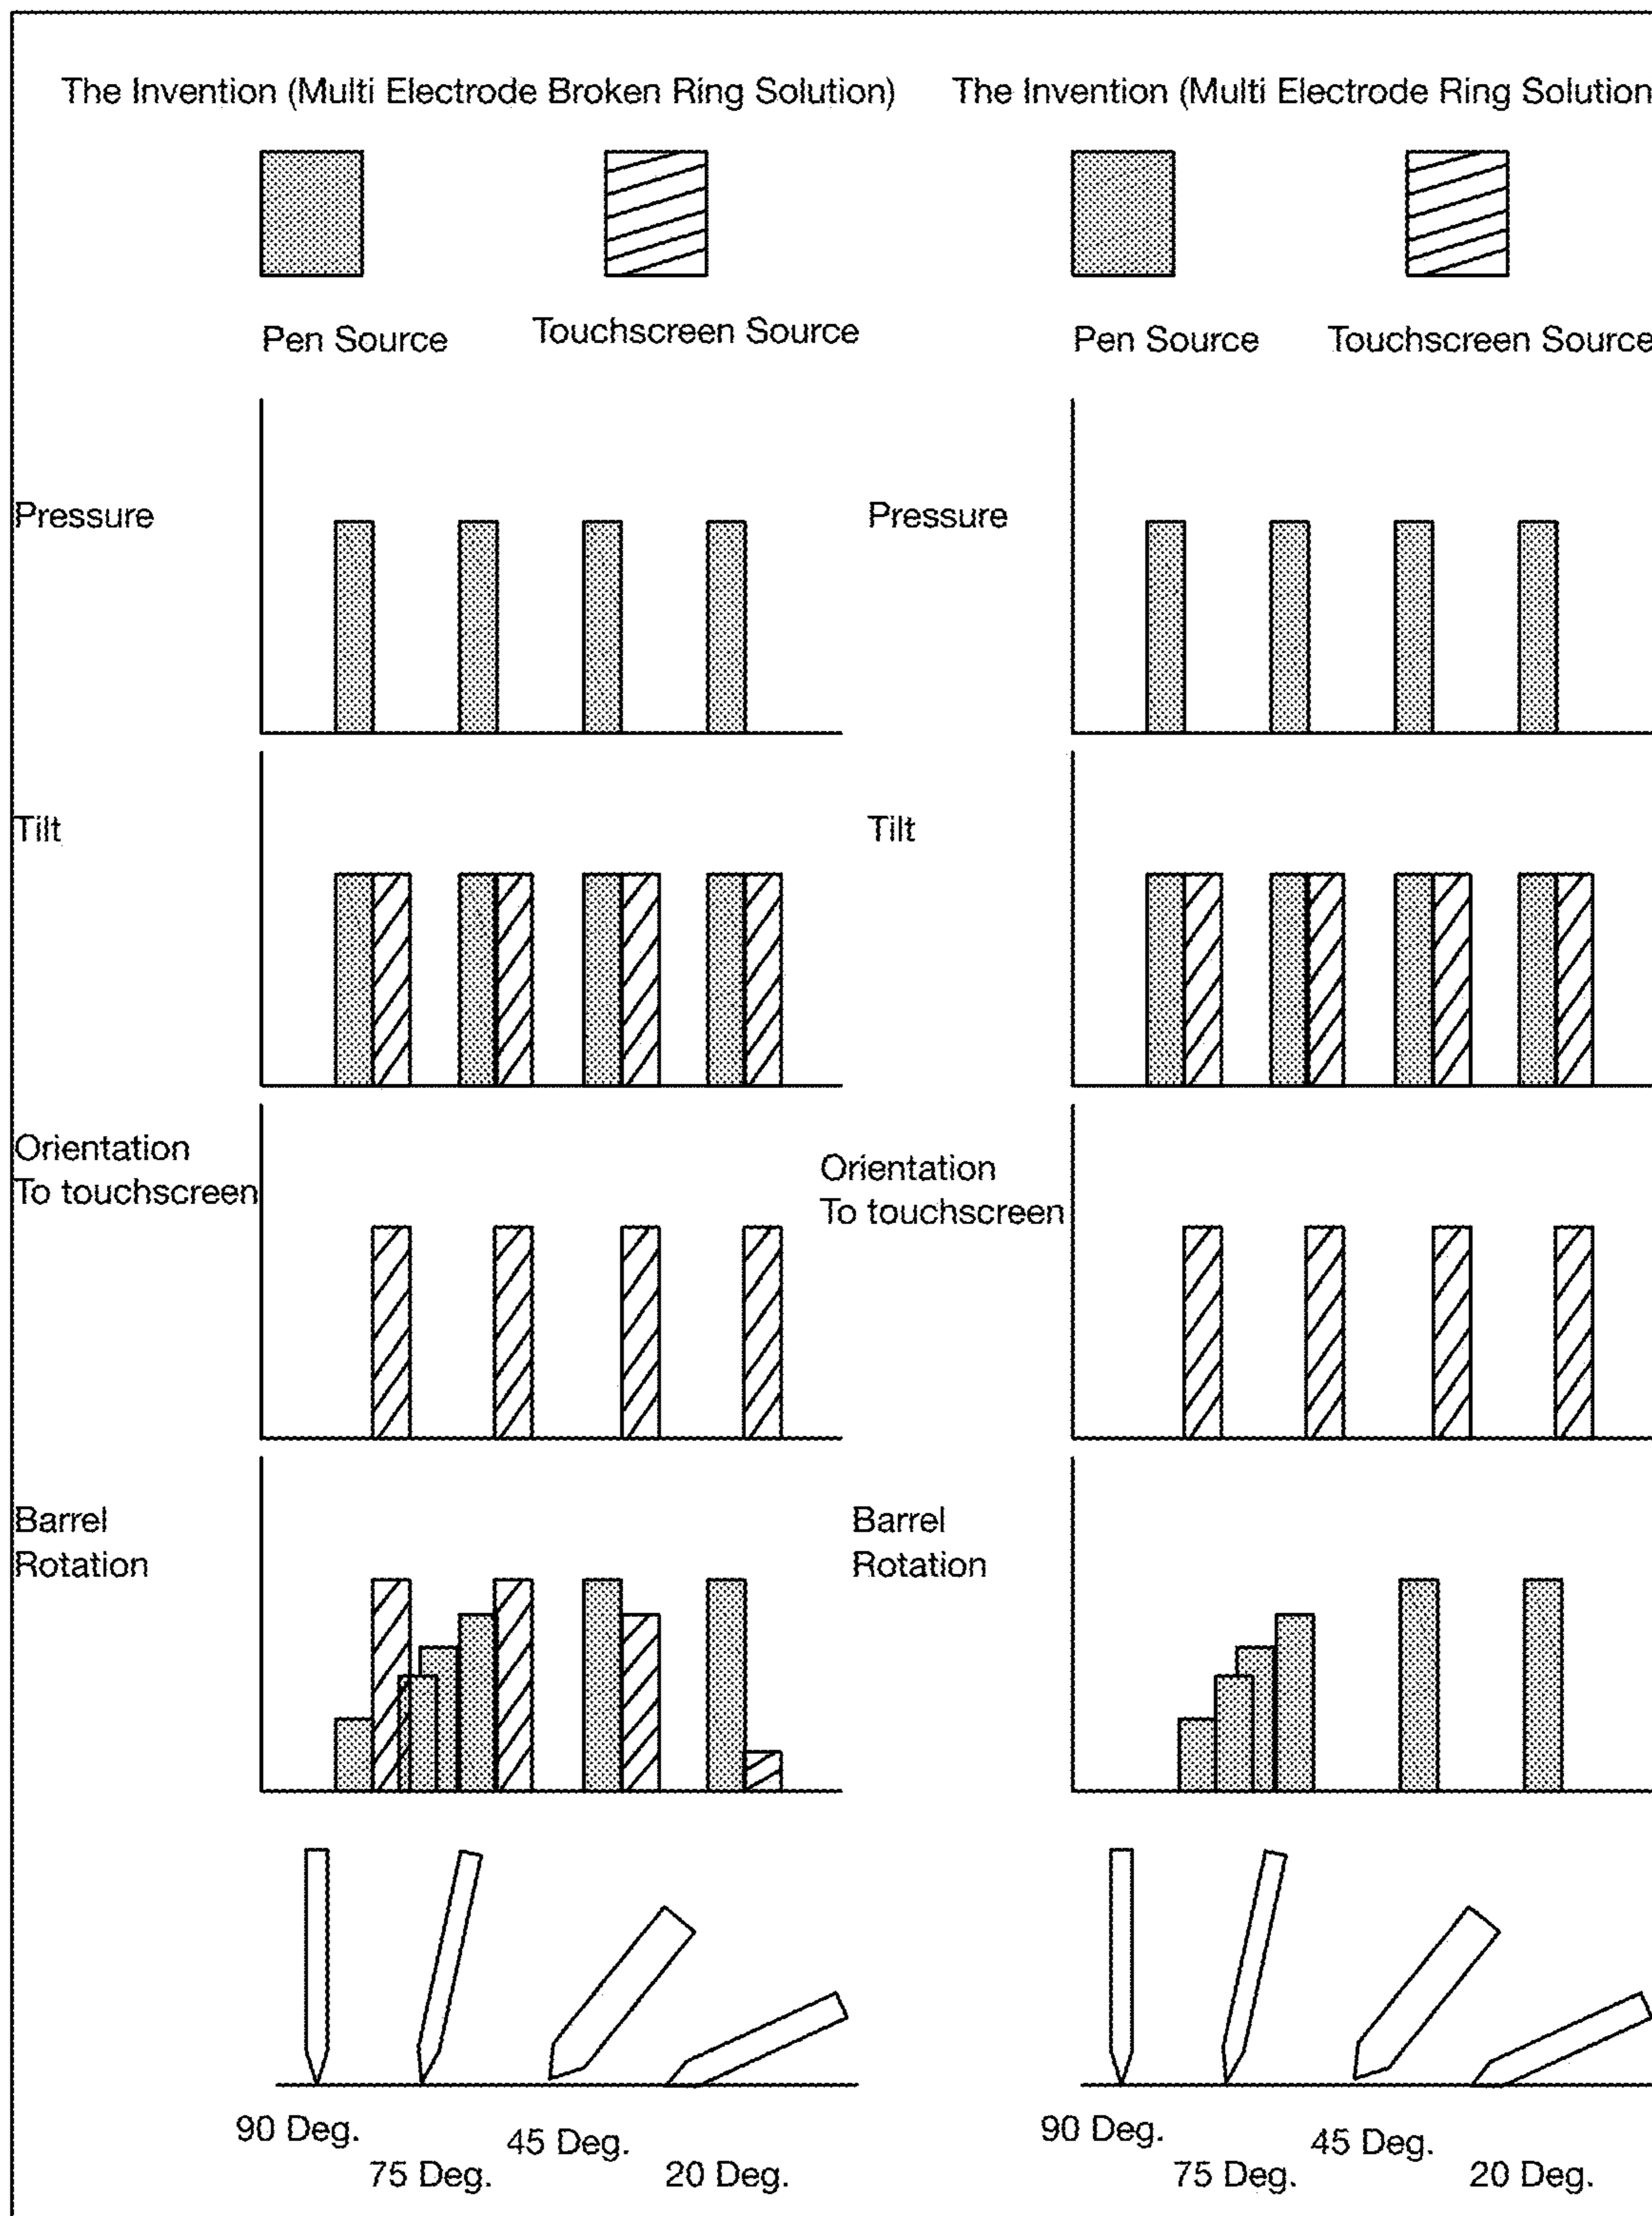 The Invention (Multi Electrode Broken Ring Solution)
The Invention (Multi Electrode Ring Solution
Pen Source
Touchscreen Source
Pen Source
Touchscreen Source
Pressure
Pressure
Tilt
Tilt
Orientation
To touchscreen
Orientation
To touchscreen
Barrel
Rotation
Barrel
Rotation
90 Deg.
75 Deg.
45 Deg.
20 Deg.
90 Deg.
75 Deg.
45 Deg.
20 Deg.